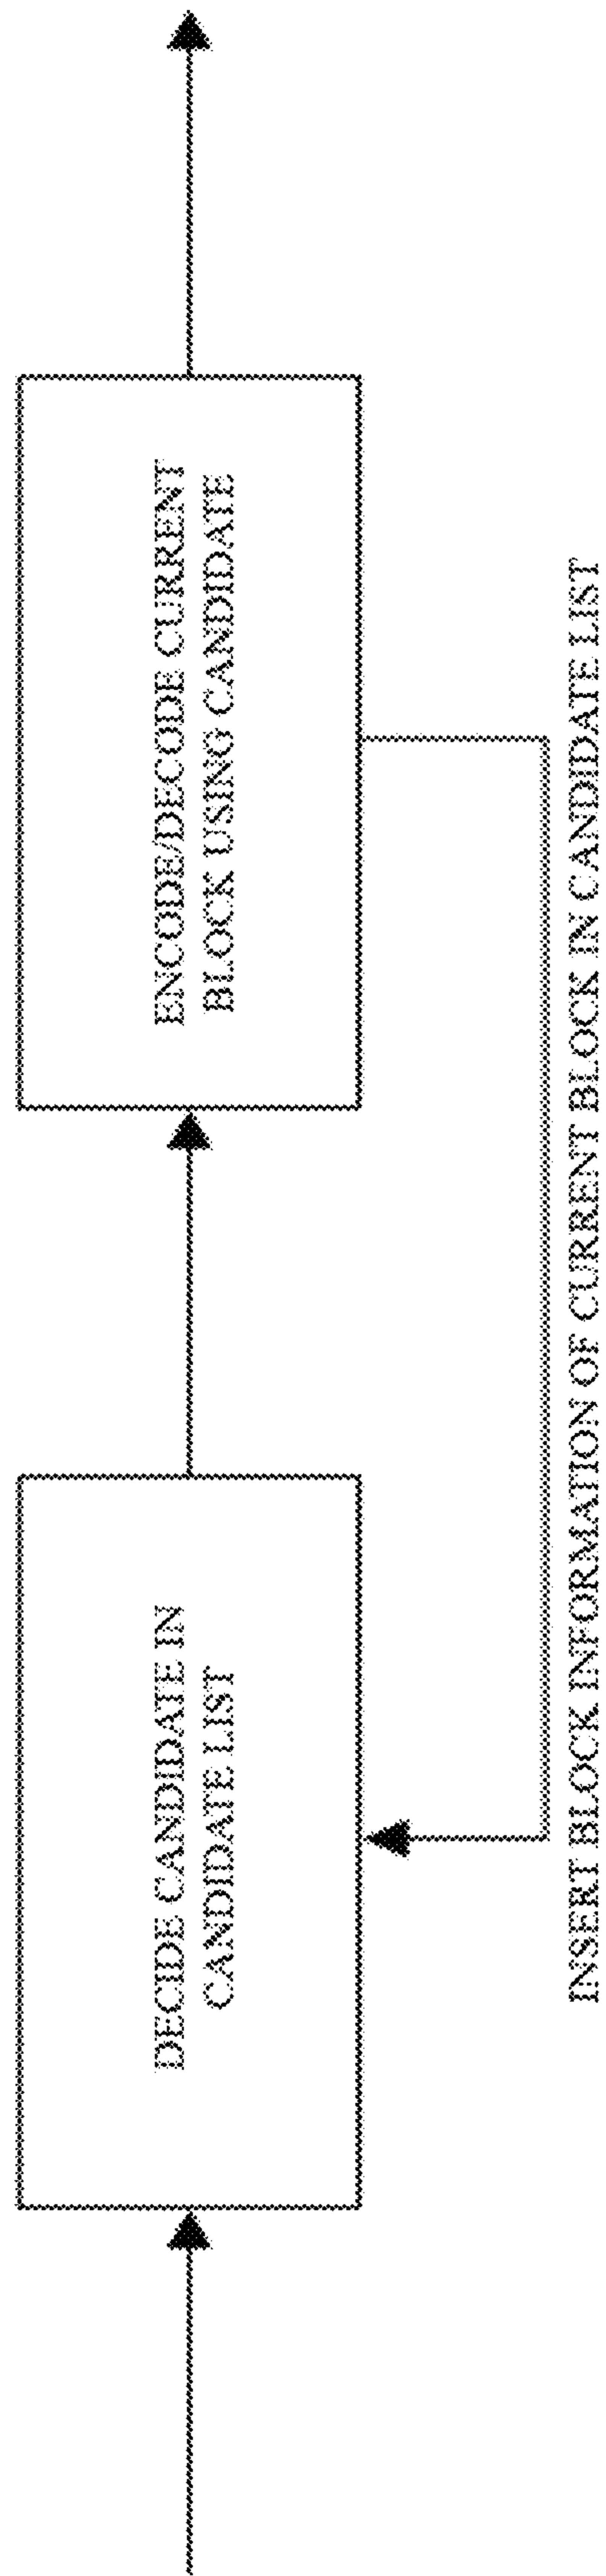 DECIDE CANDIDATE IN
CANDIDATE LIST
ENCODE/DECODE CURRENT
BLOCK USING CANDIDATE
INSERT BLOCK INFORMATION OF CURRENT BLOCK IN CANDIDATE LIST